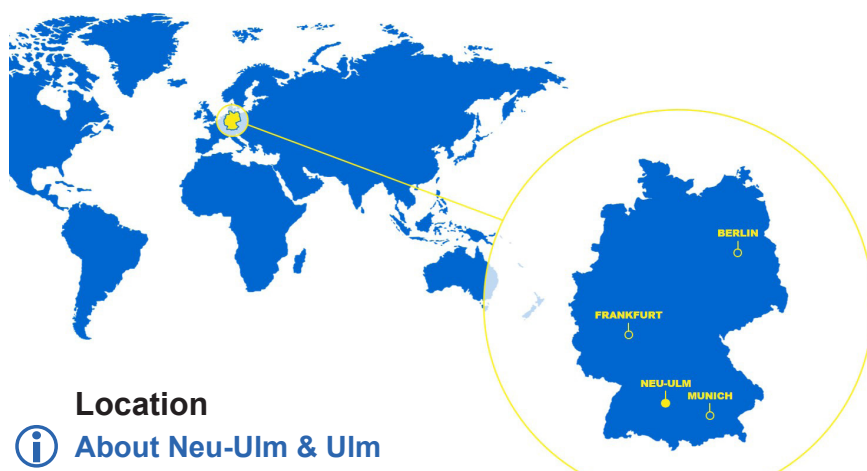 BERLIN
FRANKFURT
NEU-ULM
MUNICH
Location
About Neu-Ulm & Ulm